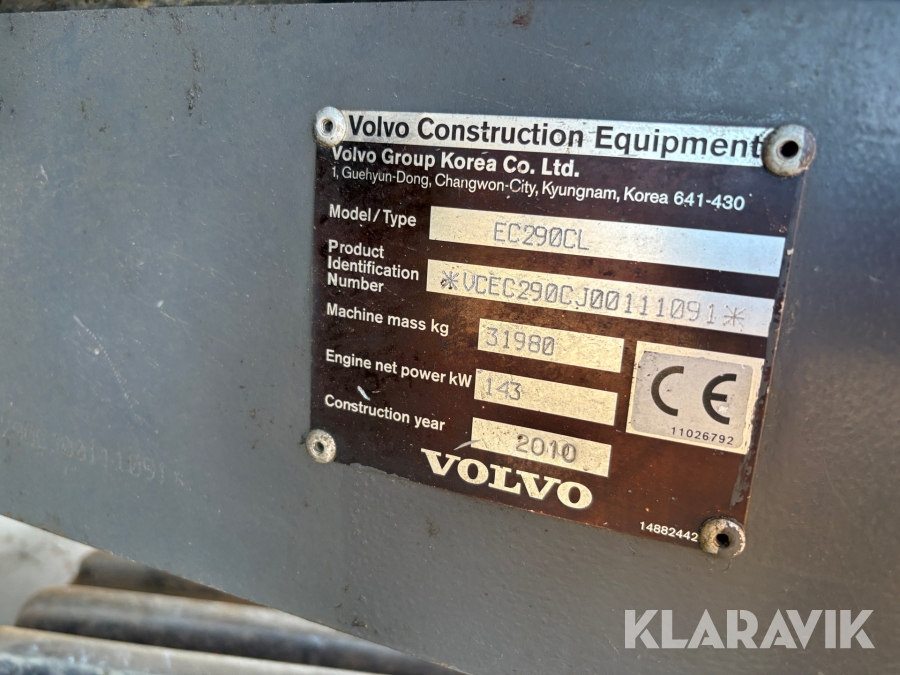 Volvo Construction Equipment
Volvo Group Korea Co. Ltd.
1, Guehyun-Dong, Changwon-City, Kyungnam, Korea 641-430
Model/Type EC290CL
Product Identification Number *VCEC290CJ00111091*
Machine mass kg 31980
Engine net power kW 143
CE
11026792
Construction year 2010
VOLVO
14882442
KLARAVIK